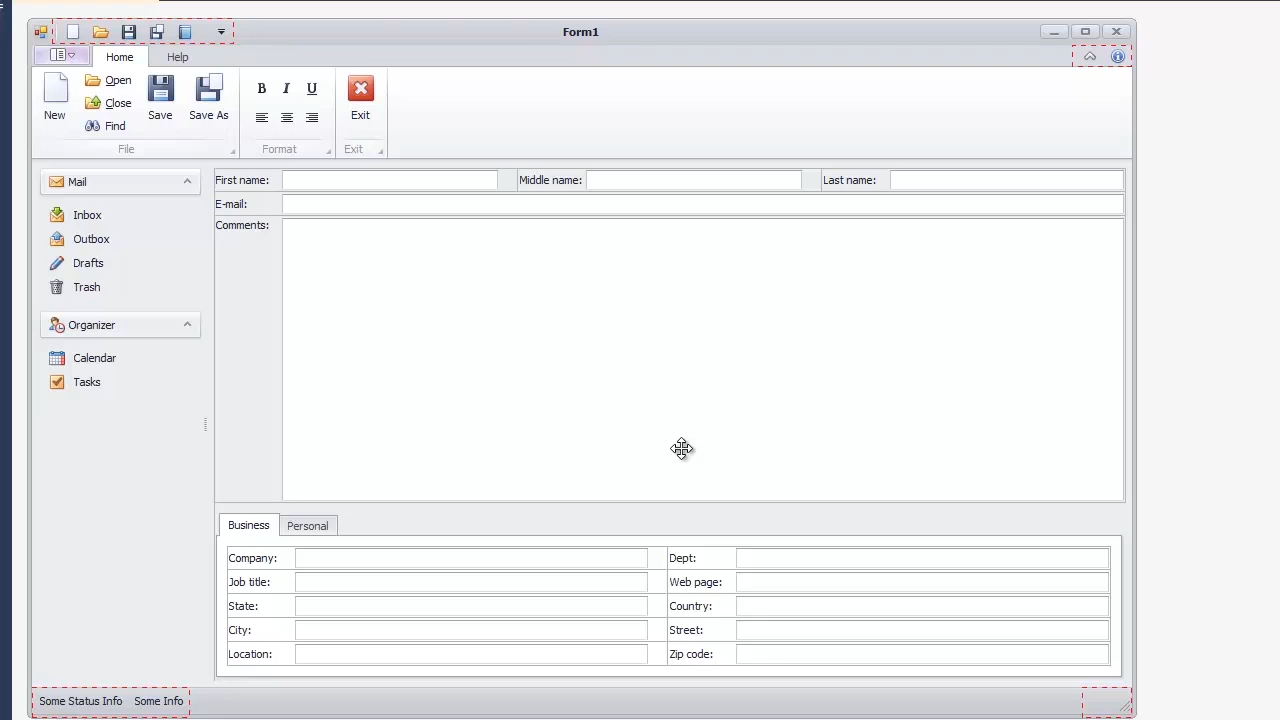 Form1
Home Help
New
Open
Close
Find
Save
Save As
B I U
Exit
File Format Exit
Mail
Inbox
Outbox
Drafts
Trash
Organizer
Calendar
Tasks
First name: Middle name: Last name:
E-mail:
Comments:
Business Personal
Company: Dept:
Job title: Web page:
State: Country:
City: Street:
Location: Zip code:
Some Status Info Some Info